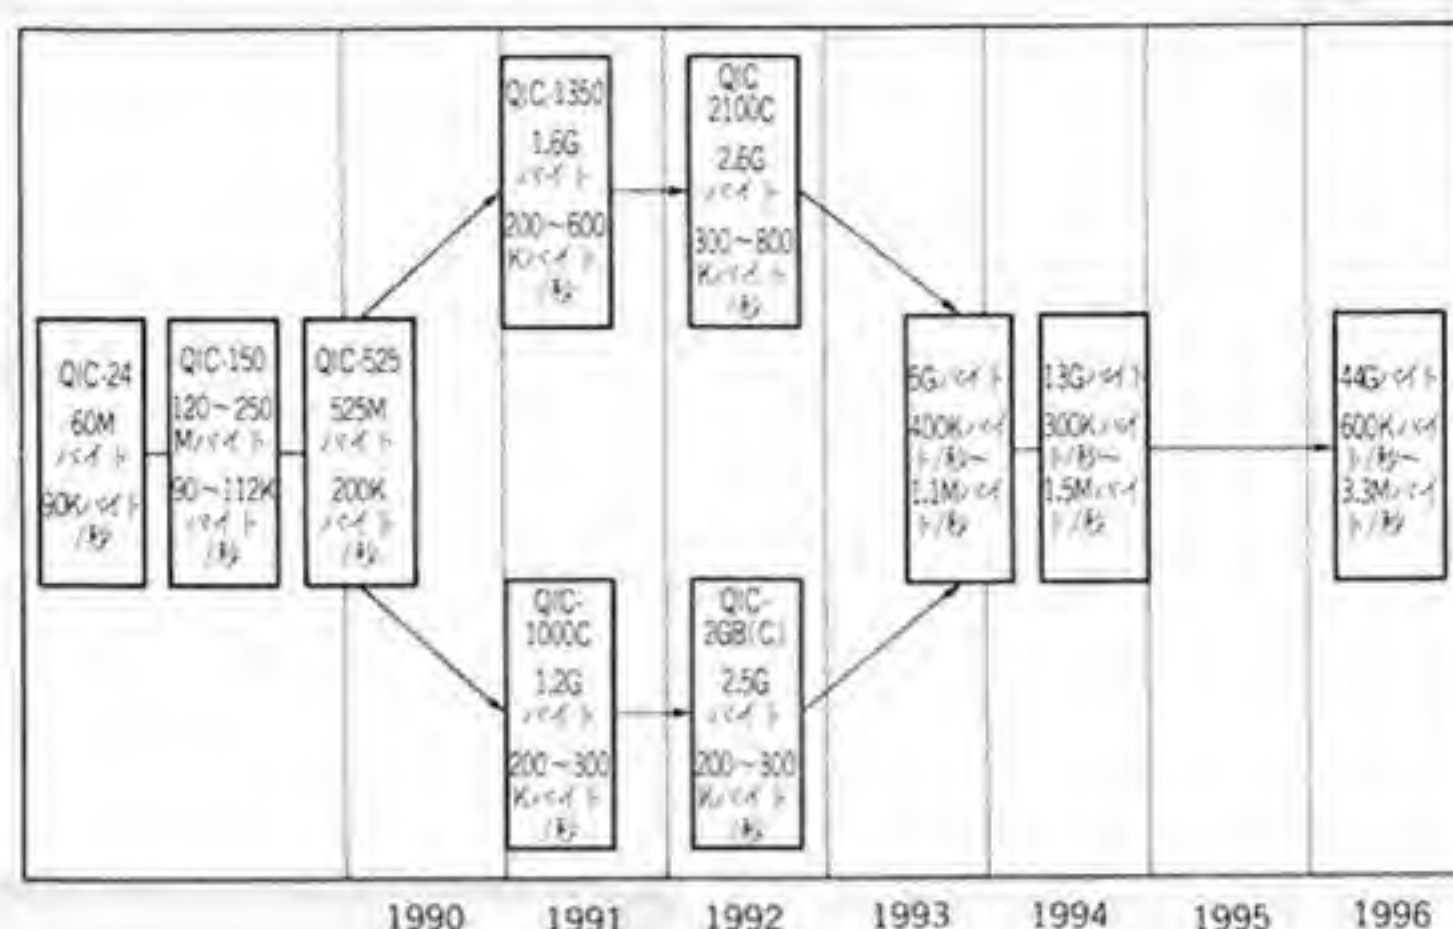 QIC-24
60M
バイト
90Kバイト
/秒
QIC-150
120~250
Mバイト
90~112K
バイト
/秒
QIC-525
525M
バイト
200K
バイト
/秒
QIC-1350
1.6G
バイト
200~600
Kバイト
/秒
QIC
2100C
2.6G
バイト
300~800
Kバイト
/秒
QIC-
1000C
1.2G
バイト
200~300
Kバイト
/秒
QIC-
2GB(C)
2.5G
バイト
200~300
Kバイト
/秒
400Kバイ
ト/秒~
1.1Mバイ
ト/秒
13Gバイト
300Kバイ
ト/秒~
1.5Mバイ
ト/秒
44Gバイト
600Kバイ
ト/秒~
3.3Mバイ
ト/秒
1990
1991
1992
1993
1994
1995
1996